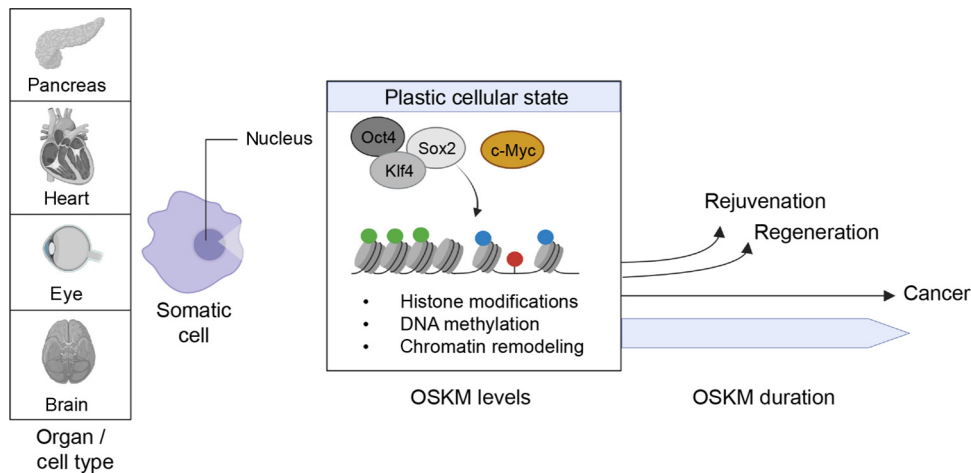 Pancreas
Heart
Eye
Brain
Organ /
cell type
Nucleus
Somatic
cell
Plastic cellular state
Oct4
Sox2
Klf4
c-Myc
• Histone modifications
• DNA methylation
• Chromatin remodeling
OSKM levels
Rejuvenation
Regeneration
Cancer
OSKM duration